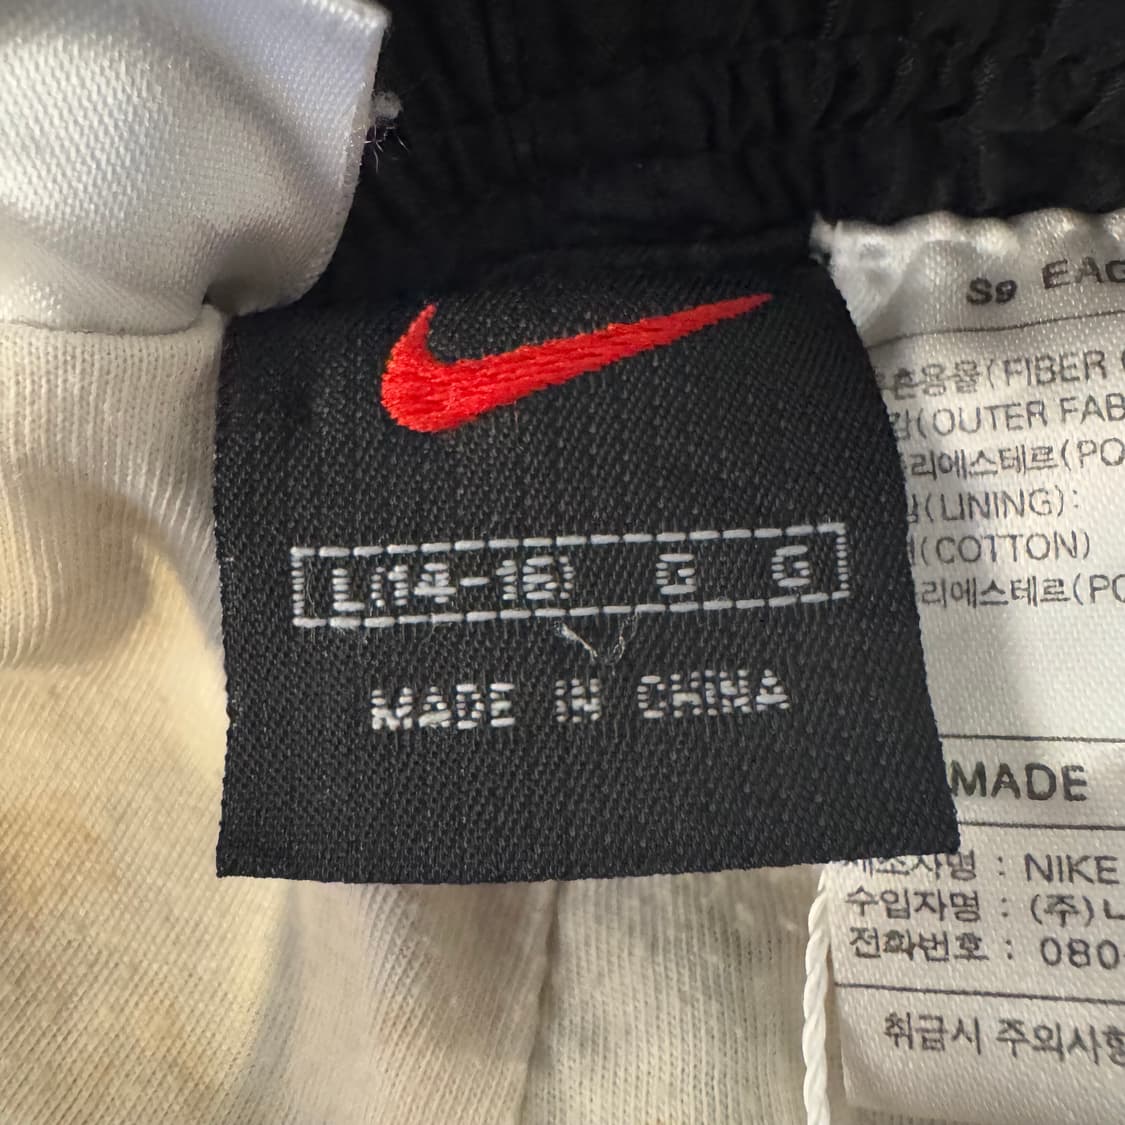 L(14-16) G G
MADE IN CHINA
S9 EAG
혼용율(FIBER
감(OUTER FAB
리에스테르(PO
감(LINING):
(COTTON)
리에스테르(PO
MADE
제조자명 : NIKE
수입자명 : (주)
전화번호 : 080-
취급시 주의사항